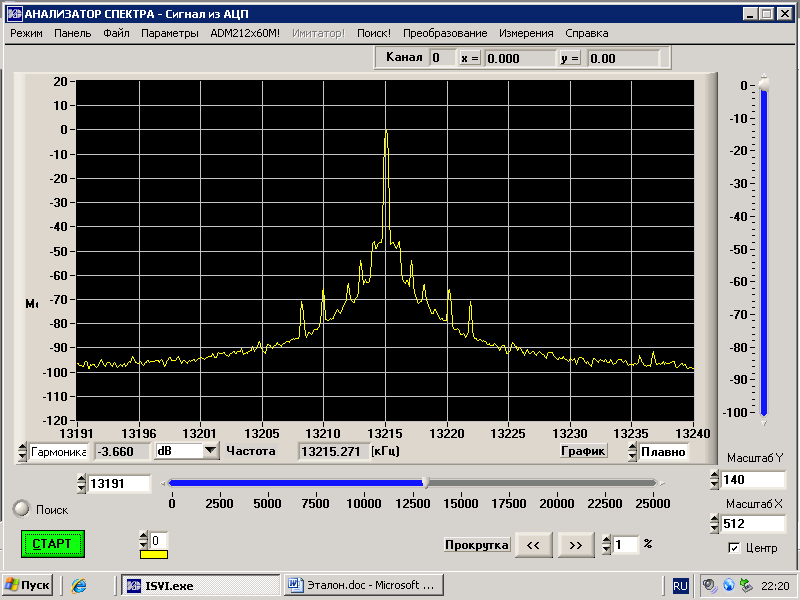 АНАЛИЗАТОР СПЕКТРА - Сигнал из АЦП
Режим Панель Файл Параметры ADM212x60M! Имитатор! Поиск! Преобразование Измерения Справка
Канал 0 x = 0.000 y = 0.00
20
10
0
-10
-20
-30
-40
-50
-60
-70
-80
-90
-100
-110
-120
13191 13196 13201 13205 13210 13215 13220 13225 13230 13235 13240
0
-10
-20
-30
-40
-50
-60
-70
-80
-90
-100
Гармоника -3.660 dB Частота 13215.271 [кГц] График Плавно
Масштаб Y
140
13191
0 2500 5000 7500 10000 12500 15000 17500 20000 22500 25000
Масштаб X
512
Поиск
СТАРТ
0
Прокрутка << >> 1 %
Центр
Пуск ISVI.exe Эталон.doc - Microsoft ... RU 22:20